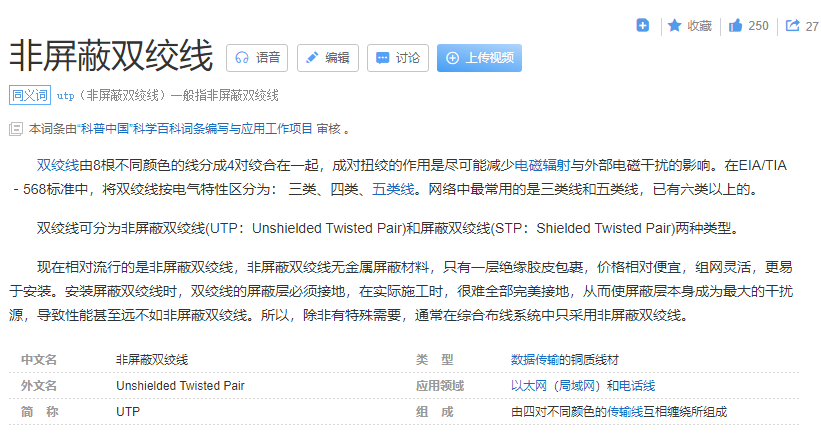 收藏 250 27
非屏蔽双绞线 语音 编辑 讨论 上传视频
同义词 utp（非屏蔽双绞线）一般指非屏蔽双绞线
本词条由“科普中国”科学百科词条编写与应用工作项目 审核 。
双绞线由8根不同颜色的线分成4对绞合在一起，成对扭绞的作用是尽可能减少电磁辐射与外部电磁干扰的影响。在EIA/TIA
－568标准中，将双绞线按电气特性区分为： 三类、四类、五类线。网络中最常用的是三类线和五类线，已有六类以上的。
双绞线可分为非屏蔽双绞线(UTP：Unshielded Twisted Pair)和屏蔽双绞线(STP：Shielded Twisted Pair)两种类型。
现在相对流行的是非屏蔽双绞线，非屏蔽双绞线无金属屏蔽材料，只有一层绝缘胶皮包裹，价格相对便宜，组网灵活，更易
于安装。安装屏蔽双绞线时，双绞线的屏蔽层必须接地，在实际施工时，很难全部完美接地，从而使屏蔽层本身成为最大的干扰
源，导致性能甚至远不如非屏蔽双绞线。所以，除非有特殊需要，通常在综合布线系统中只采用非屏蔽双绞线。
中文名 非屏蔽双绞线 类 型 数据传输的铜质线材
外文名 Unshielded Twisted Pair 应用领域 以太网（局域网）和电话线
简 称 UTP 组 成 由四对不同颜色的传输线互相缠绕所组成